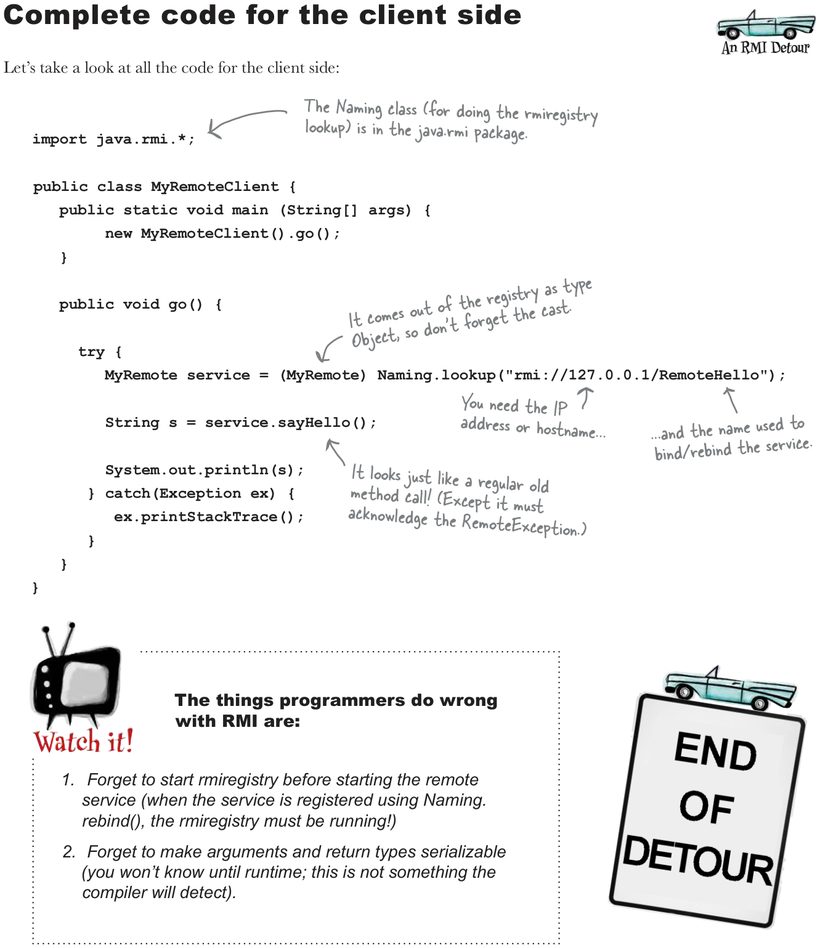 Complete code for the client side
An RMI Detour
Let's take a look at all the code for the client side:
The Naming class (for doing the rmiregistry
lookup) is in the java.rmi package.
import java.rmi.*;
public class MyRemoteClient {
public static void main (String[] args) {
new MyRemoteClient().go();
}
public void go() {
It comes out of the registry as type
Object, so don't forget the cast.
try {
MyRemote service = (MyRemote) Naming.lookup("rmi://127.0.0.1/RemoteHello");
You need the IP
address or hostname...
...and the name used to
bind/rebind the service.
String s = service.sayHello();
System.out.println(s);
It looks just like a regular old
method call! (Except it must
acknowledge the RemoteException.)
} catch(Exception ex) {
ex.printStackTrace();
}
}
}
Watch it!
The things programmers do wrong
with RMI are:
1. Forget to start rmiregistry before starting the remote
service (when the service is registered using Naming.
rebind(), the rmiregistry must be running!)
2. Forget to make arguments and return types serializable
(you won't know until runtime; this is not something the
compiler will detect).
END
OF
DETOUR